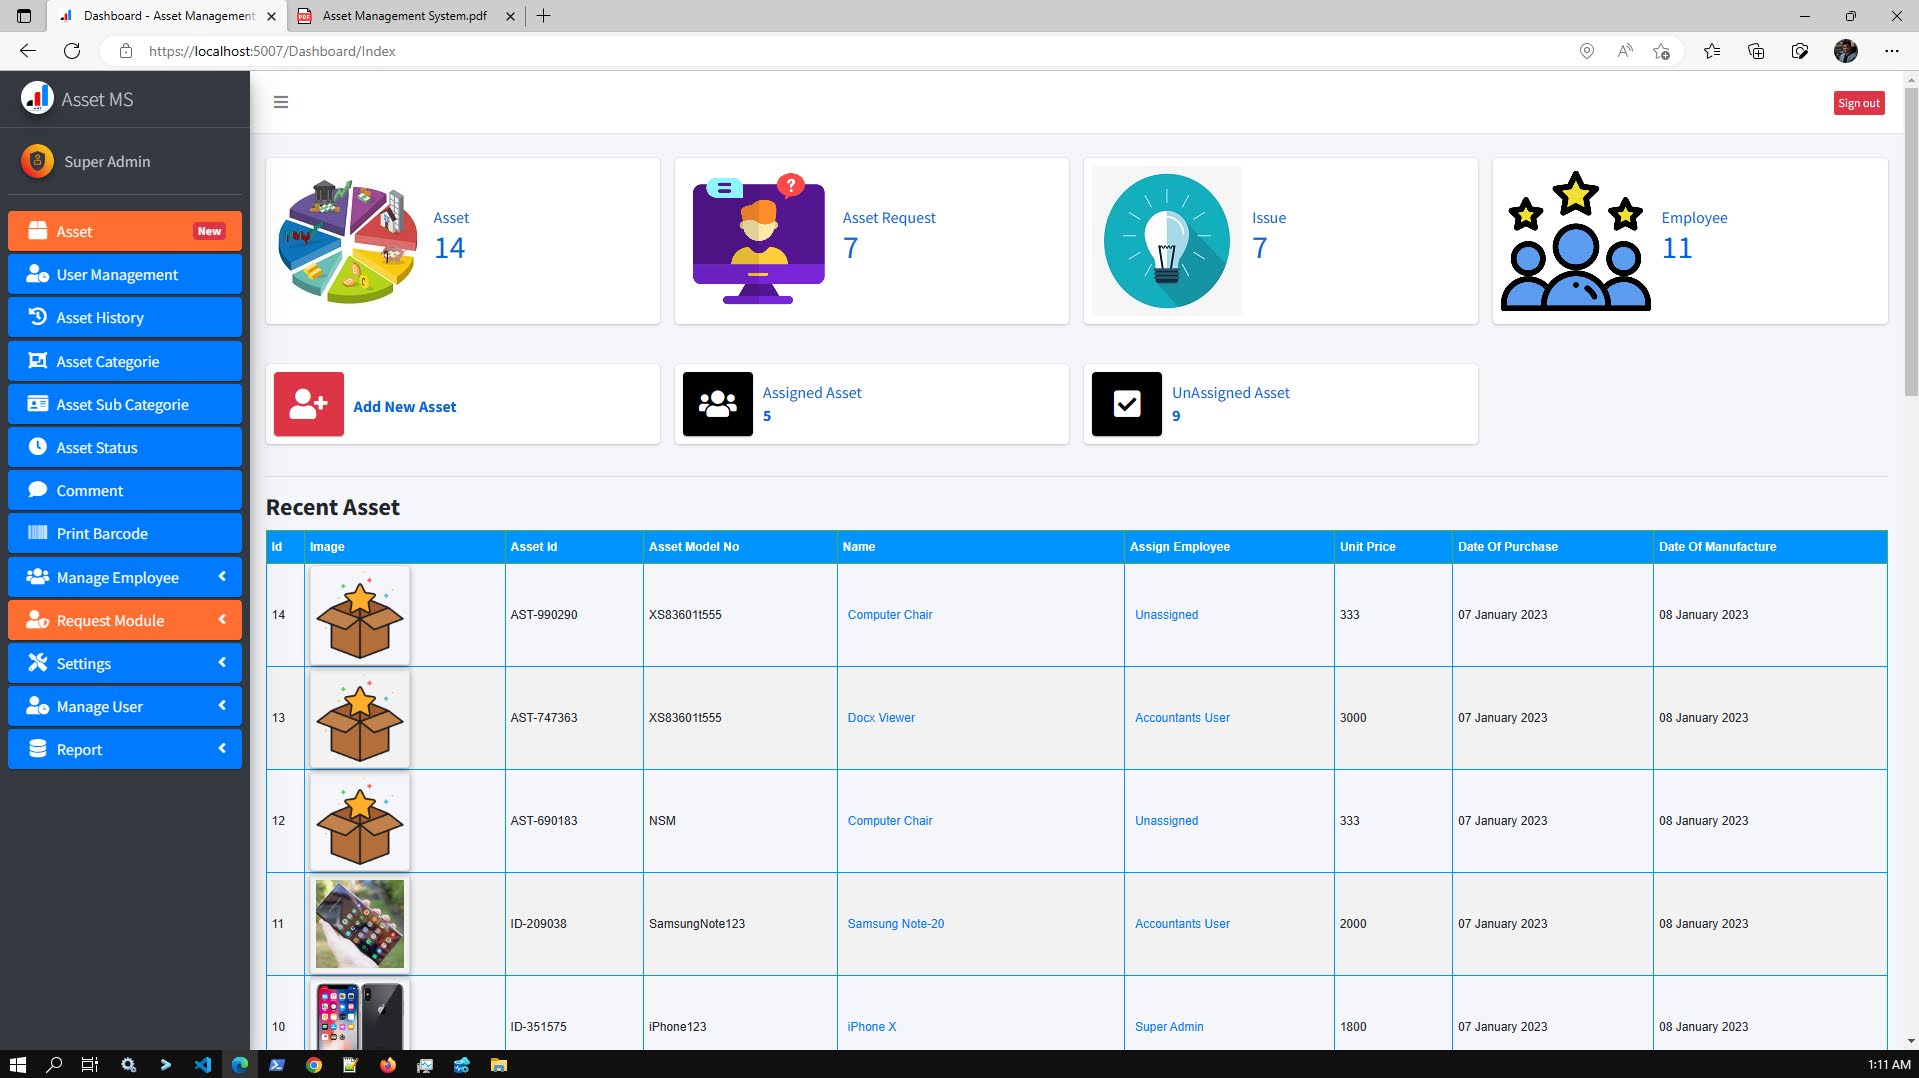 Dashboard - Asset Management
Asset Management System.pdf
https://localhost:5007/Dashboard/Index
Asset MS
Sign out
Super Admin
Asset New
User Management
Asset History
Asset Categorie
Asset Sub Categorie
Asset Status
Comment
Print Barcode
Manage Employee
Request Module
Settings
Manage User
Report
Asset
14
Asset Request
7
Issue
7
Employee
11
Add New Asset
Assigned Asset
5
UnAssigned Asset
9
Recent Asset
Id Image Asset Id Asset Model No Name Assign Employee Unit Price Date Of Purchase Date Of Manufacture
14 AST-990290 XS83601t555 Computer Chair Unassigned 333 07 January 2023 08 January 2023
13 AST-747363 XS83601t555 Docx Viewer Accountants User 3000 07 January 2023 08 January 2023
12 AST-690183 NSM Computer Chair Unassigned 333 07 January 2023 08 January 2023
11 ID-209038 SamsungNote123 Samsung Note-20 Accountants User 2000 07 January 2023 08 January 2023
10 ID-351575 iPhone123 iPhone X Super Admin 1800 07 January 2023 08 January 2023
1:11 AM